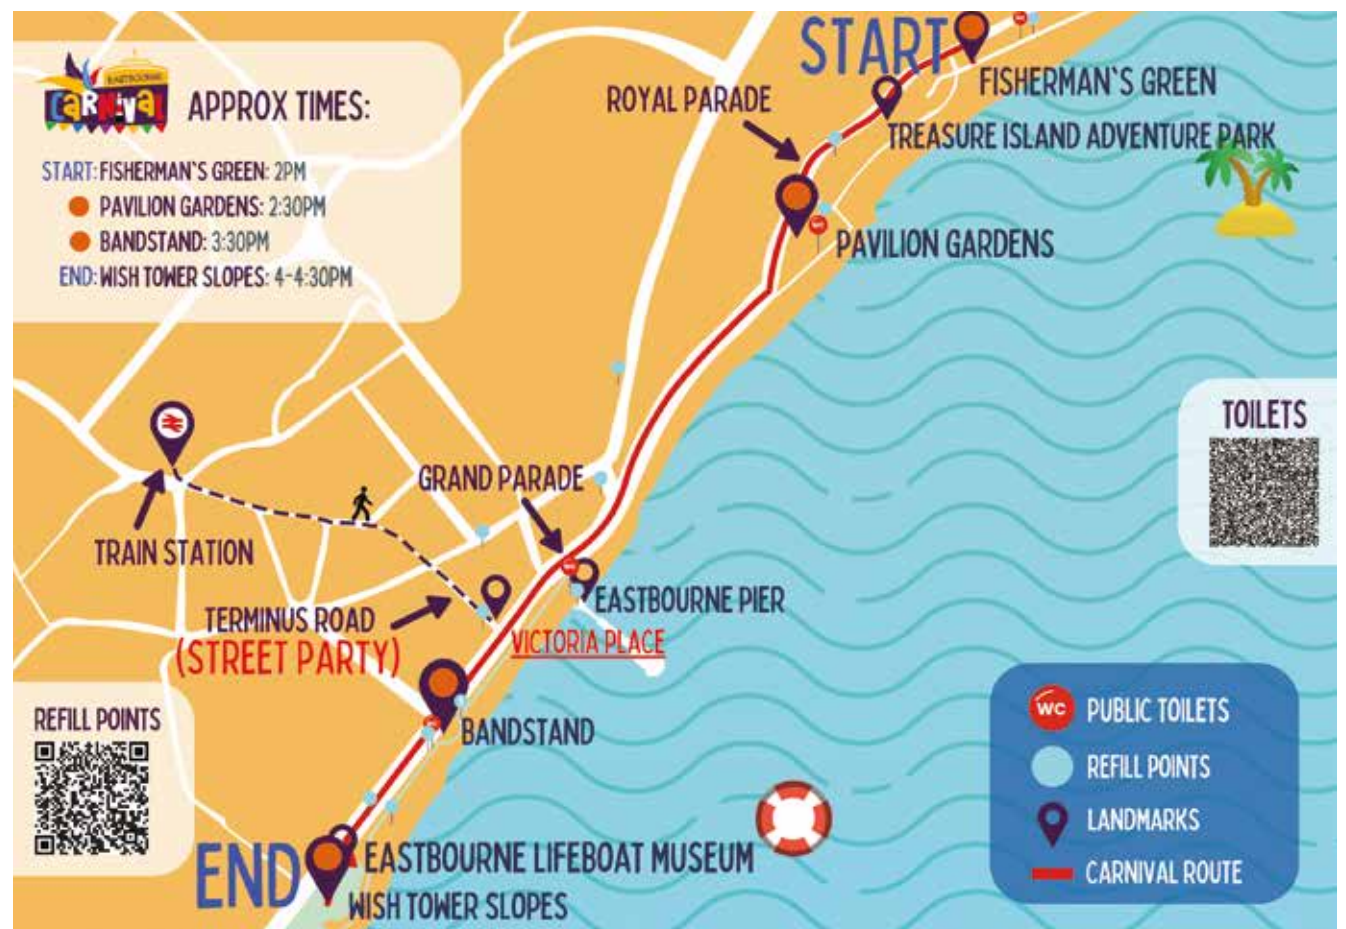 EASTBOURNE
CARNIVAL
APPROX TIMES:
START: FISHERMAN`S GREEN: 2PM
PAVILION GARDENS: 2:30PM
BANDSTAND: 3:30PM
END: WISH TOWER SLOPES: 4-4:30PM
START
WC
FISHERMAN`S GREEN
ROYAL PARADE
TREASURE ISLAND ADVENTURE PARK
WC
PAVILION GARDENS
TOILETS
GRAND PARADE
TRAIN STATION
WC
EASTBOURNE PIER
TERMINUS ROAD
(STREET PARTY)
VICTORIA PLACE
REFILL POINTS
BANDSTAND
END
EASTBOURNE LIFEBOAT MUSEUM
WISH TOWER SLOPES
WC PUBLIC TOILETS
REFILL POINTS
LANDMARKS
CARNIVAL ROUTE